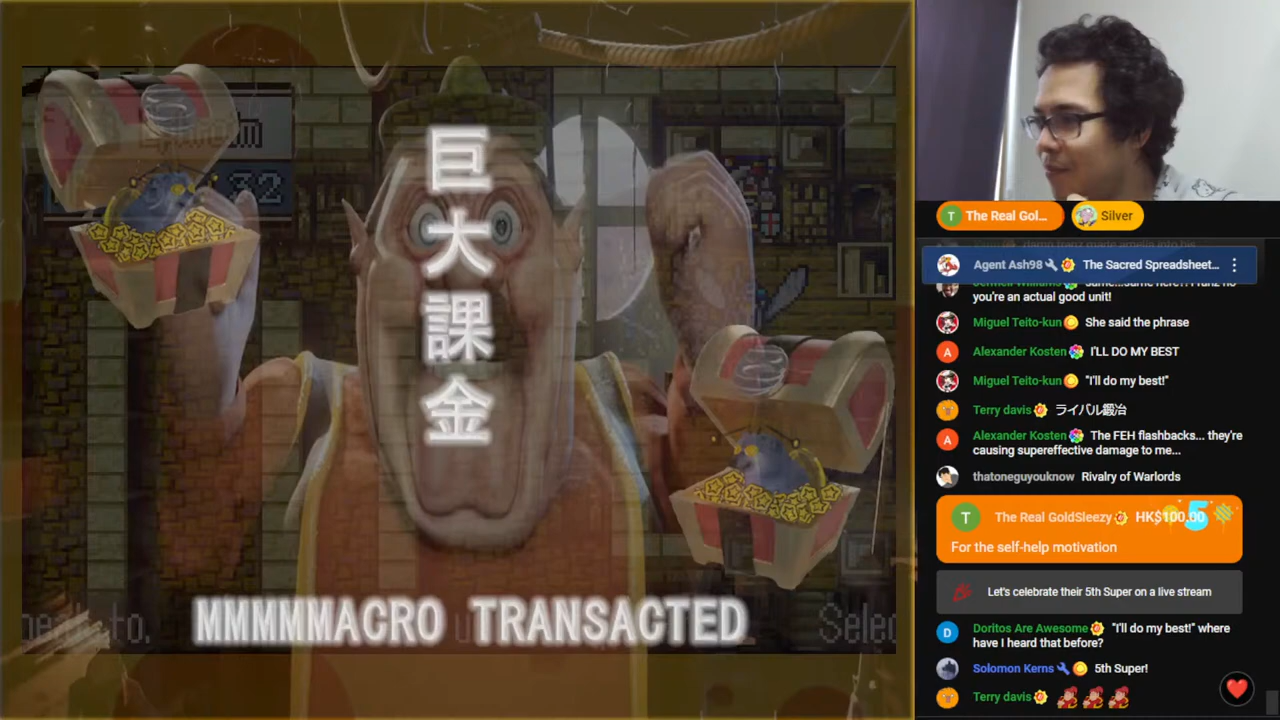 巨大課金
32
MMMMMACRO TRANSACTED
Selec
The Real Gol...
Silver
Agent Ash98 The Sacred Spreadsheet...
you're an actual good unit!
Miguel Teito-kun She said the phrase
Alexander Kosten I'LL DO MY BEST
Miguel Teito-kun "I'll do my best!"
Terry davis ライバル鍛冶
Alexander Kosten The FEH flashbacks... they're
causing supereffective damage to me...
thatoneguyouknow Rivalry of Warlords
T The Real GoldSleezy HK$100.00 5
For the self-help motivation
Let's celebrate their 5th Super on a live stream
Doritos Are Awesome "I'll do my best!" where
have I heard that before?
Solomon Kerns 5th Super!
Terry davis